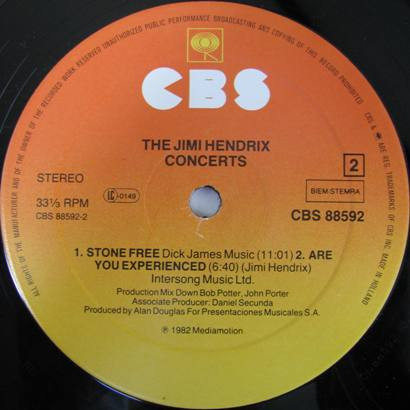 UNAUTHORIZED PUBLIC PERFORMANCE BROADCASTING AND COPYING OF THIS RECORD PROHIBITED
CBS & ARE REG. TRADEMARKS OF CBS INC. MADE IN HOLLAND
ALL RIGHTS OF THE MANUFACTURER AND OF THE OWNER OF THE RECORDED WORK RESERVED
CBS
THE JIMI HENDRIX
CONCERTS
2
STEREO
33⅓ RPM
LC-0149
BIEM/STEMRA
CBS 88592-2
CBS 88592
1. STONE FREE Dick James Music (11:01) 2. ARE
YOU EXPERIENCED (6:40) (Jimi Hendrix)
Intersong Music Ltd.
Production Mix Down Bob Potter, John Porter
Associate Producer: Daniel Secunda
Produced by Alan Douglas For Presentaciones Musicales S.A.
℗ 1982 Mediamotion